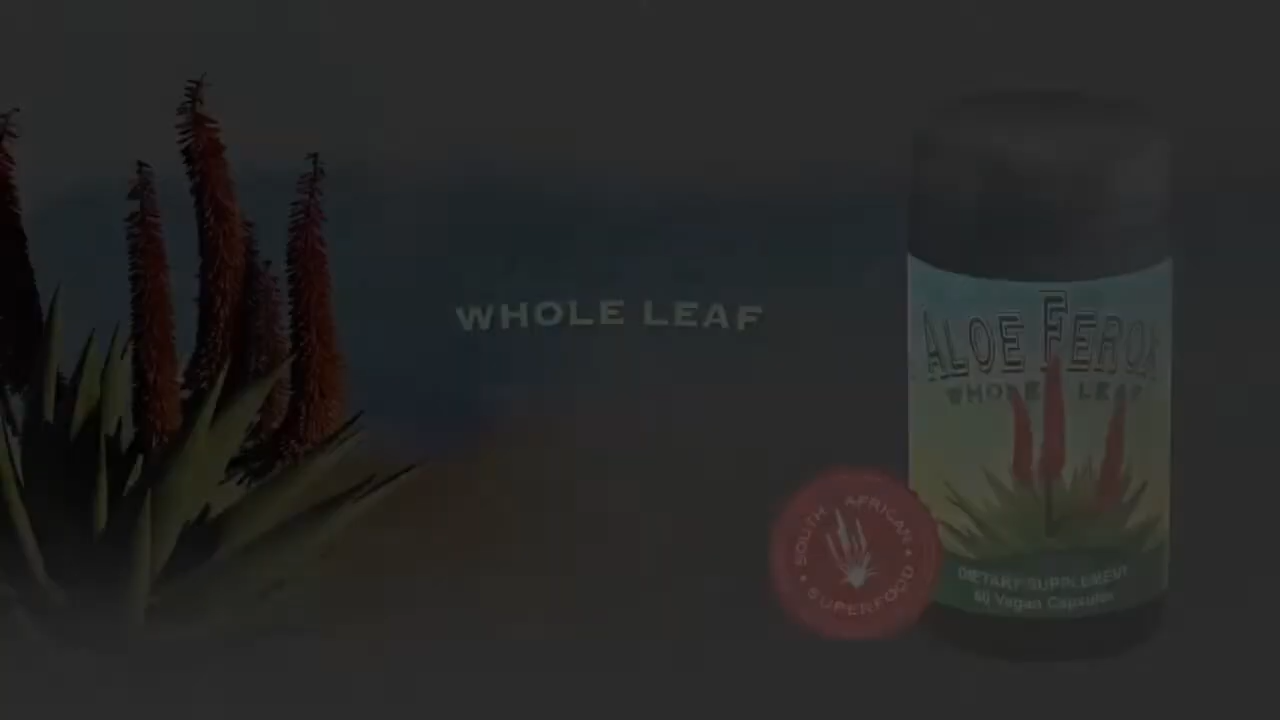 WHOLE LEAF
ALOE FEROX
WHOLE LEAF
SOUTH AFRICAN
SUPERFOOD
DIETARY SUPPLEMENT
60 Vegan Capsules